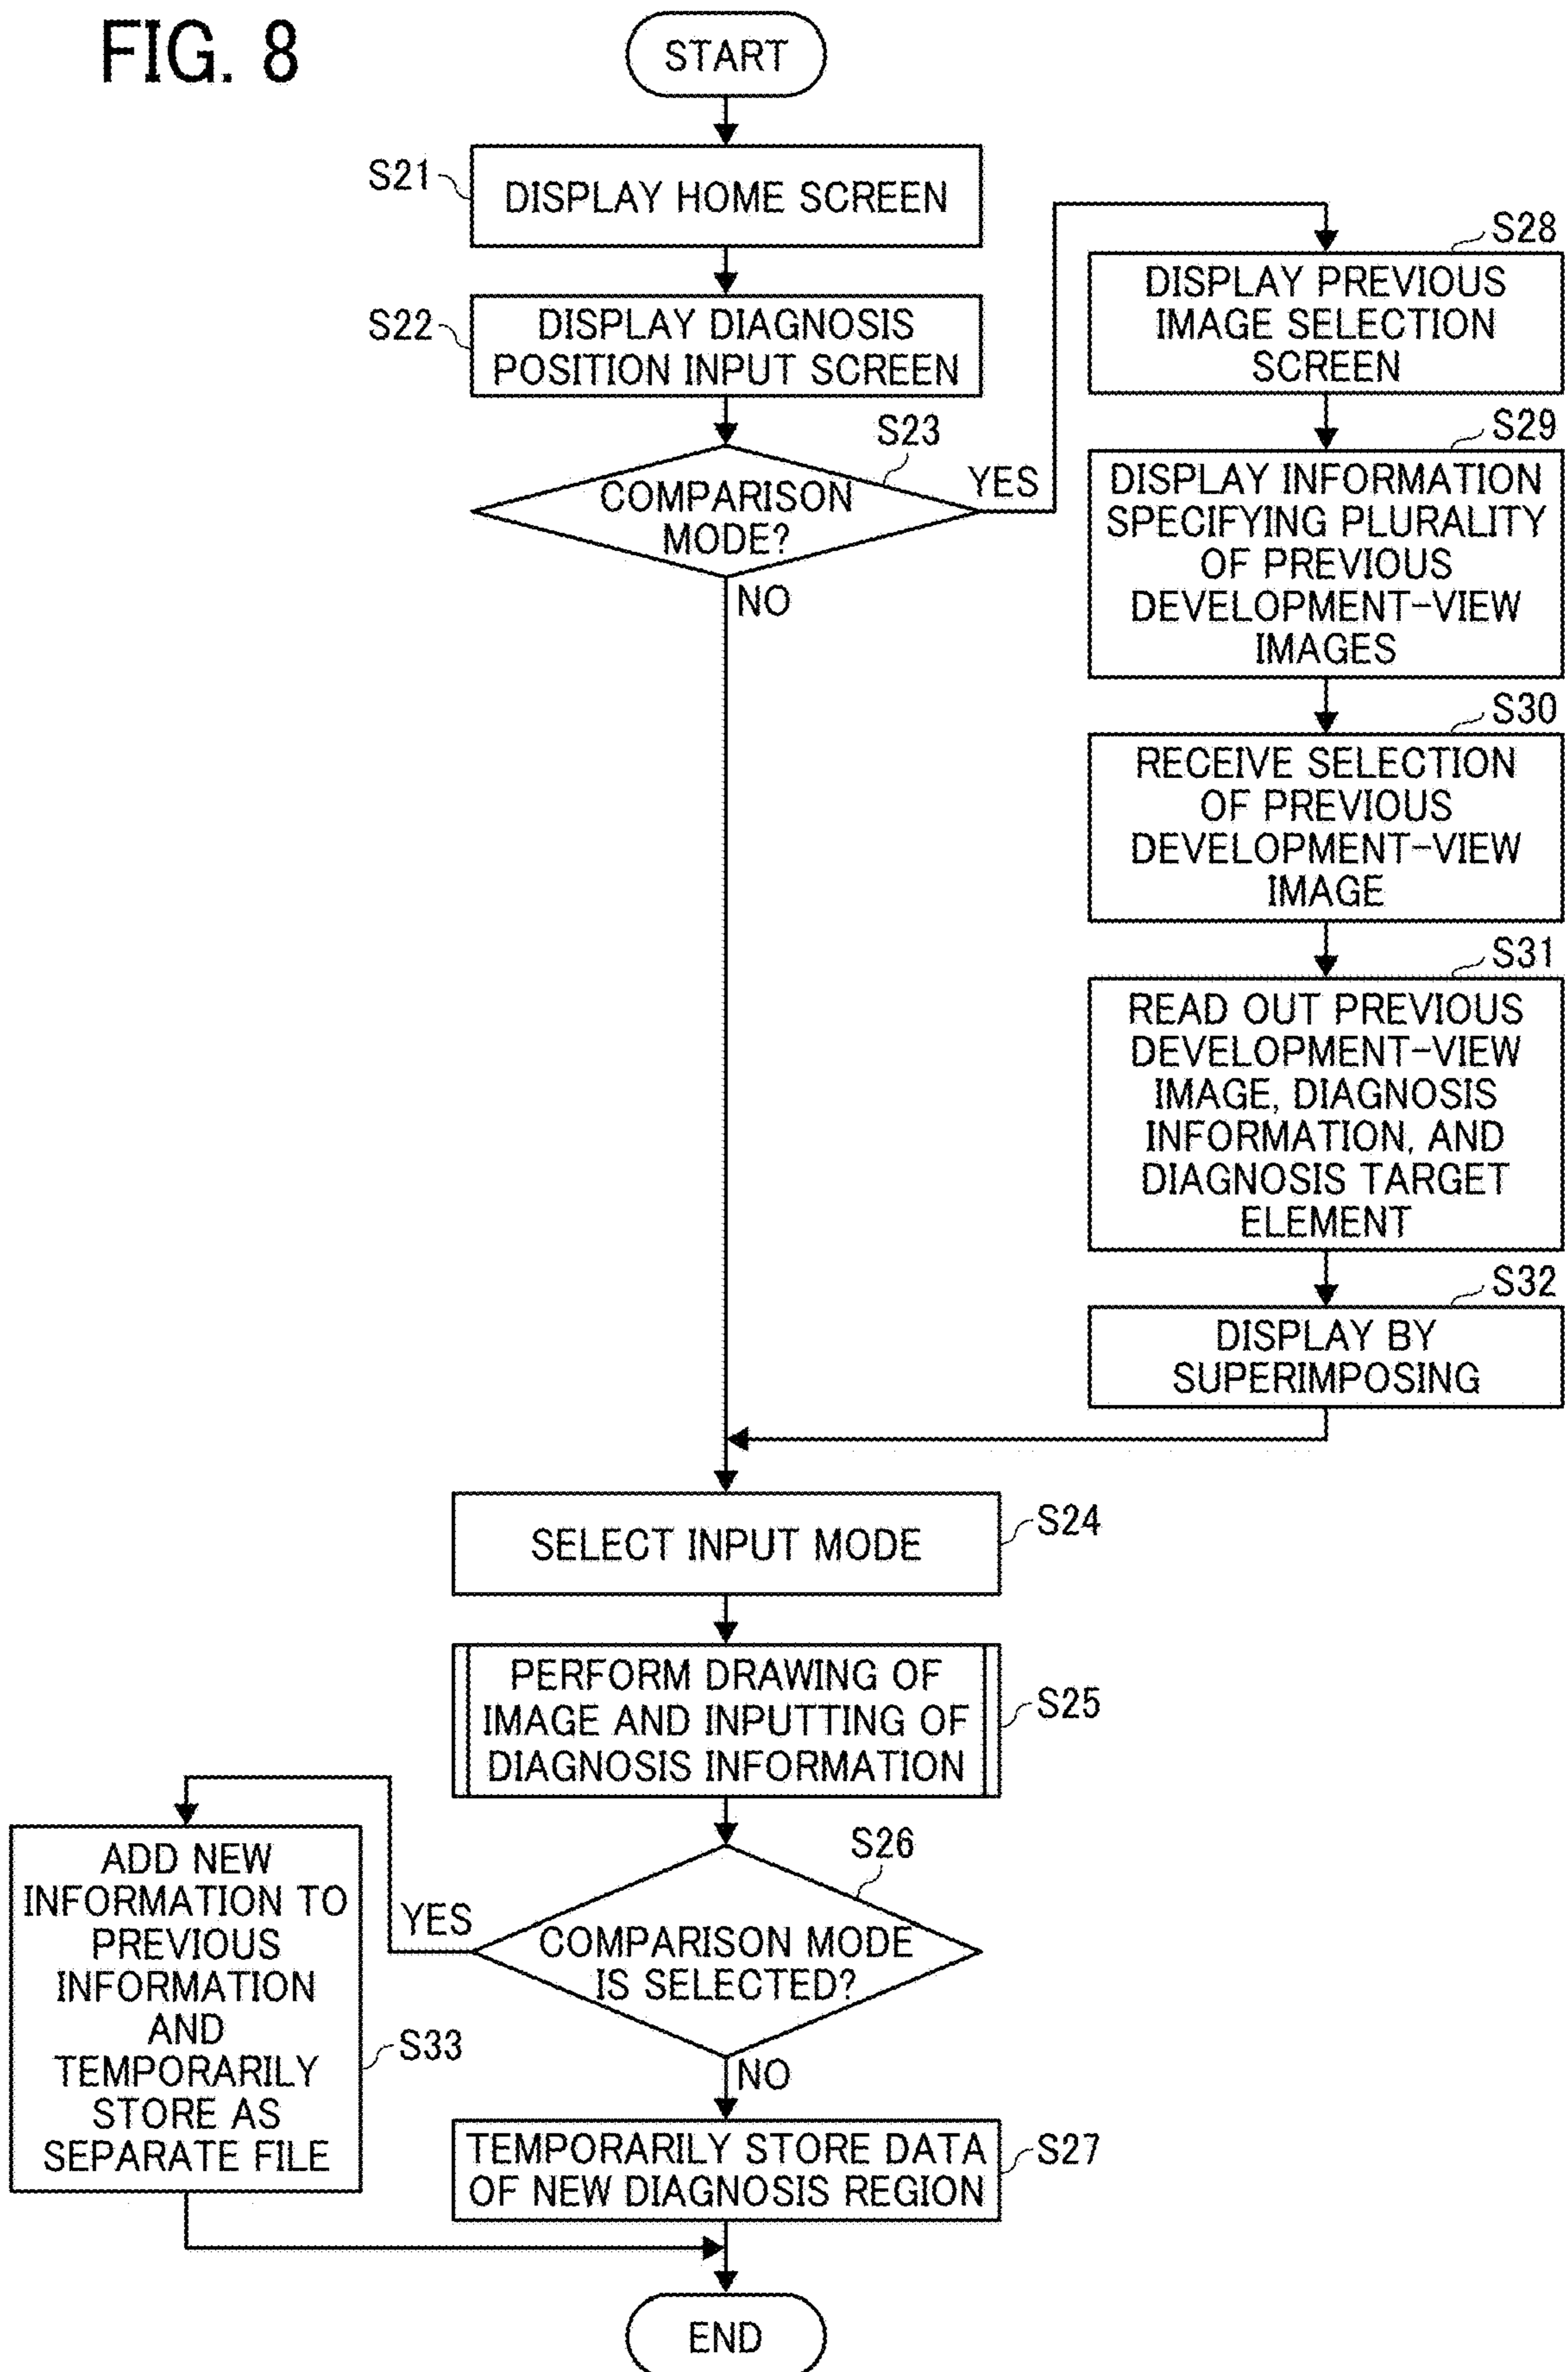 FIG. 8
START
S21
DISPLAY HOME SCREEN
S22
DISPLAY DIAGNOSIS
POSITION INPUT SCREEN
S23
COMPARISON
MODE?
YES
NO
S28
DISPLAY PREVIOUS
IMAGE SELECTION
SCREEN
S29
DISPLAY INFORMATION
SPECIFYING PLURALITY
OF PREVIOUS
DEVELOPMENT-VIEW
IMAGES
S30
RECEIVE SELECTION
OF PREVIOUS
DEVELOPMENT-VIEW
IMAGE
S31
READ OUT PREVIOUS
DEVELOPMENT-VIEW
IMAGE, DIAGNOSIS
INFORMATION, AND
DIAGNOSIS TARGET
ELEMENT
S32
DISPLAY BY
SUPERIMPOSING
SELECT INPUT MODE
S24
PERFORM DRAWING OF
IMAGE AND INPUTTING OF
DIAGNOSIS INFORMATION
S25
S26
COMPARISON MODE
IS SELECTED?
YES
NO
ADD NEW
INFORMATION TO
PREVIOUS
INFORMATION
AND
TEMPORARILY
STORE AS
SEPARATE FILE
S33
TEMPORARILY STORE DATA
OF NEW DIAGNOSIS REGION
S27
END